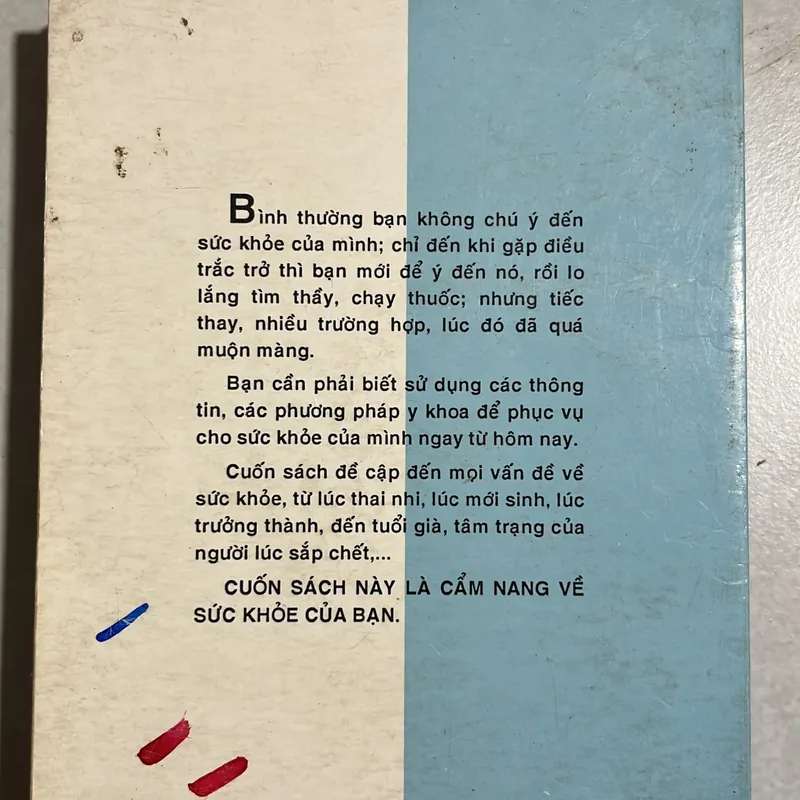 Bình thường bạn không chú ý đến
sức khỏe của mình; chỉ đến khi gặp điều
trắc trở thì bạn mới để ý đến nó, rồi lo
lắng tìm thầy, chạy thuốc; nhưng tiếc
thay, nhiều trường hợp, lúc đó đã quá
muộn màng.
Bạn cần phải biết sử dụng các thông
tin, các phương pháp y khoa để phục vụ
cho sức khỏe của mình ngay từ hôm nay.
Cuốn sách đề cập đến mọi vấn đề về
sức khỏe, từ lúc thai nhi, lúc mới sinh, lúc
trưởng thành, đến tuổi già, tâm trạng của
người lúc sắp chết,...
CUỐN SÁCH NÀY LÀ CẨM NANG VỀ
SỨC KHỎE CỦA BẠN.